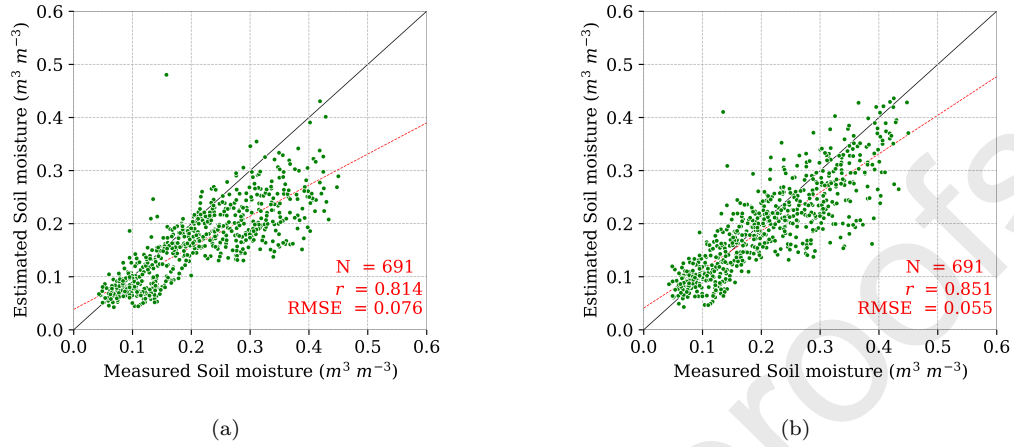 0.6
0.5
0.4
0.3
0.2
0.1
0.0
Estimated Soil moisture (m³ m⁻³)
N = 691
r = 0.814
RMSE = 0.076
0.0 0.1 0.2 0.3 0.4 0.5 0.6
Measured Soil moisture (m³ m⁻³)
(a)
0.6
0.5
0.4
0.3
0.2
0.1
0.0
Estimated Soil moisture (m³ m⁻³)
N = 691
r = 0.851
RMSE = 0.055
0.0 0.1 0.2 0.3 0.4 0.5 0.6
Measured Soil moisture (m³ m⁻³)
(b)
roofs